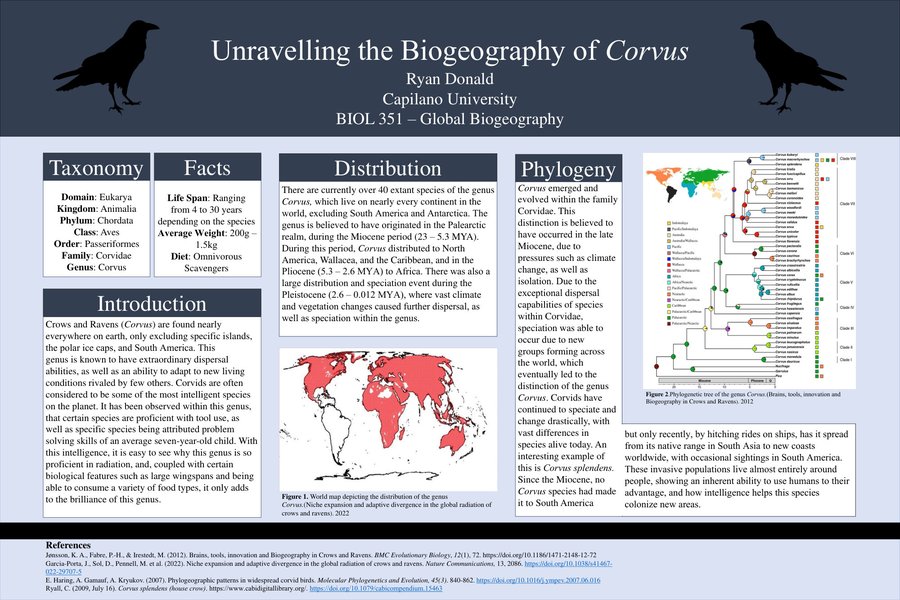 Unravelling the Biogeography of Corvus
Ryan Donald
Capilano University
BIOL 351 – Global Biogeography
Taxonomy
Domain: Eukarya
Kingdom: Animalia
Phylum: Chordata
Class: Aves
Order: Passeriformes
Family: Corvidae
Genus: Corvus
Facts
Life Span: Ranging
from 4 to 30 years
depending on the species
Average Weight: 200g –
1.5kg
Diet: Omnivorous
Scavengers
Introduction
Crows and Ravens (Corvus) are found nearly
everywhere on earth, only excluding specific islands,
the polar ice caps, and South America. This
genus is known to have extraordinary dispersal
abilities, as well as an ability to adapt to new living
conditions rivaled by few others. Corvids are often
considered to be some of the most intelligent species
on the planet. It has been observed within this genus,
that certain species are proficient with tool use, as
well as specific species being attributed problem
solving skills of an average seven-year-old child. With
this intelligence, it is easy to see why this genus is so
proficient in radiation, and, coupled with certain
biological features such as large wingspans and being
able to consume a variety of food types, it only adds
to the brilliance of this genus.
Distribution
There are currently over 40 extant species of the genus
Corvus, which live on nearly every continent in the
world, excluding South America and Antarctica. The
genus is believed to have originated in the Palearctic
realm, during the Miocene period (23 – 5.3 MYA).
During this period, Corvus distributed to North
America, Wallacea, and the Caribbean, and in the
Pliocene (5.3 – 2.6 MYA) to Africa. There was also a
large distribution and speciation event during the
Pleistocene (2.6 – 0.012 MYA), where vast climate
and vegetation changes caused further dispersal, as
well as speciation within the genus.
Figure 1. World map depicting the distribution of the genus
Corvus.(Niche expansion and adaptive divergence in the global radiation of
crows and ravens). 2022
Phylogeny
Corvus emerged and
evolved within the family
Corvidae. This
distinction is believed to
have occurred in the late
Miocene, due to
pressures such as climate
change, as well as
isolation. Due to the
exceptional dispersal
capabilities of species
within Corvidae,
speciation was able to
occur due to new
groups forming across
the world, which
eventually led to the
distinction of the genus
Corvus. Corvids have
continued to speciate and
change drastically, with
vast differences in
species alive today. An
interesting example of
this is Corvus splendens.
Since the Miocene, no
Corvus species had made
it to South America
Clade VIII
Clade VII
Clade VI
Clade V
Clade IV
Clade III
Clade II
Clade I
Miocene
Figure 2.Phylogenetic tree of the genus Corvus.(Brains, tools, innovation and
Biogeography in Crows and Ravens). 2012
but only recently, by hitching rides on ships, has it spread
from its native range in South Asia to new coasts
worldwide, with occasional sightings in South America.
These invasive populations live almost entirely around
people, showing an inherent ability to use humans to their
advantage, and how intelligence helps this species
colonize new areas.
References
Jønsson, K. A., Fabre, P.-H., & Irestedt, M. (2012). Brains, tools, innovation and Biogeography in Crows and Ravens. BMC Evolutionary Biology, 12(1), 72. https://doi.org/10.1186/1471-2148-12-72
Garcia-Porta, J., Sol, D., Pennell, M. et al. (2022). Niche expansion and adaptive divergence in the global radiation of crows and ravens. Nature Communications, 13, 2086. https://doi.org/10.1038/s41467-
022-29707-5
E. Haring, A. Gamauf, A. Kryukov. (2007). Phylogeographic patterns in widespread corvid birds. Molecular Phylogenetics and Evolution, 45(3). 840-862. https://doi.org/10.1016/j.ympev.2007.06.016
Ryall, C. (2009, July 16). Corvus splendens (house crow). https://www.cabidigitallibrary.org/. https://doi.org/10.1079/cabicompendium.15463